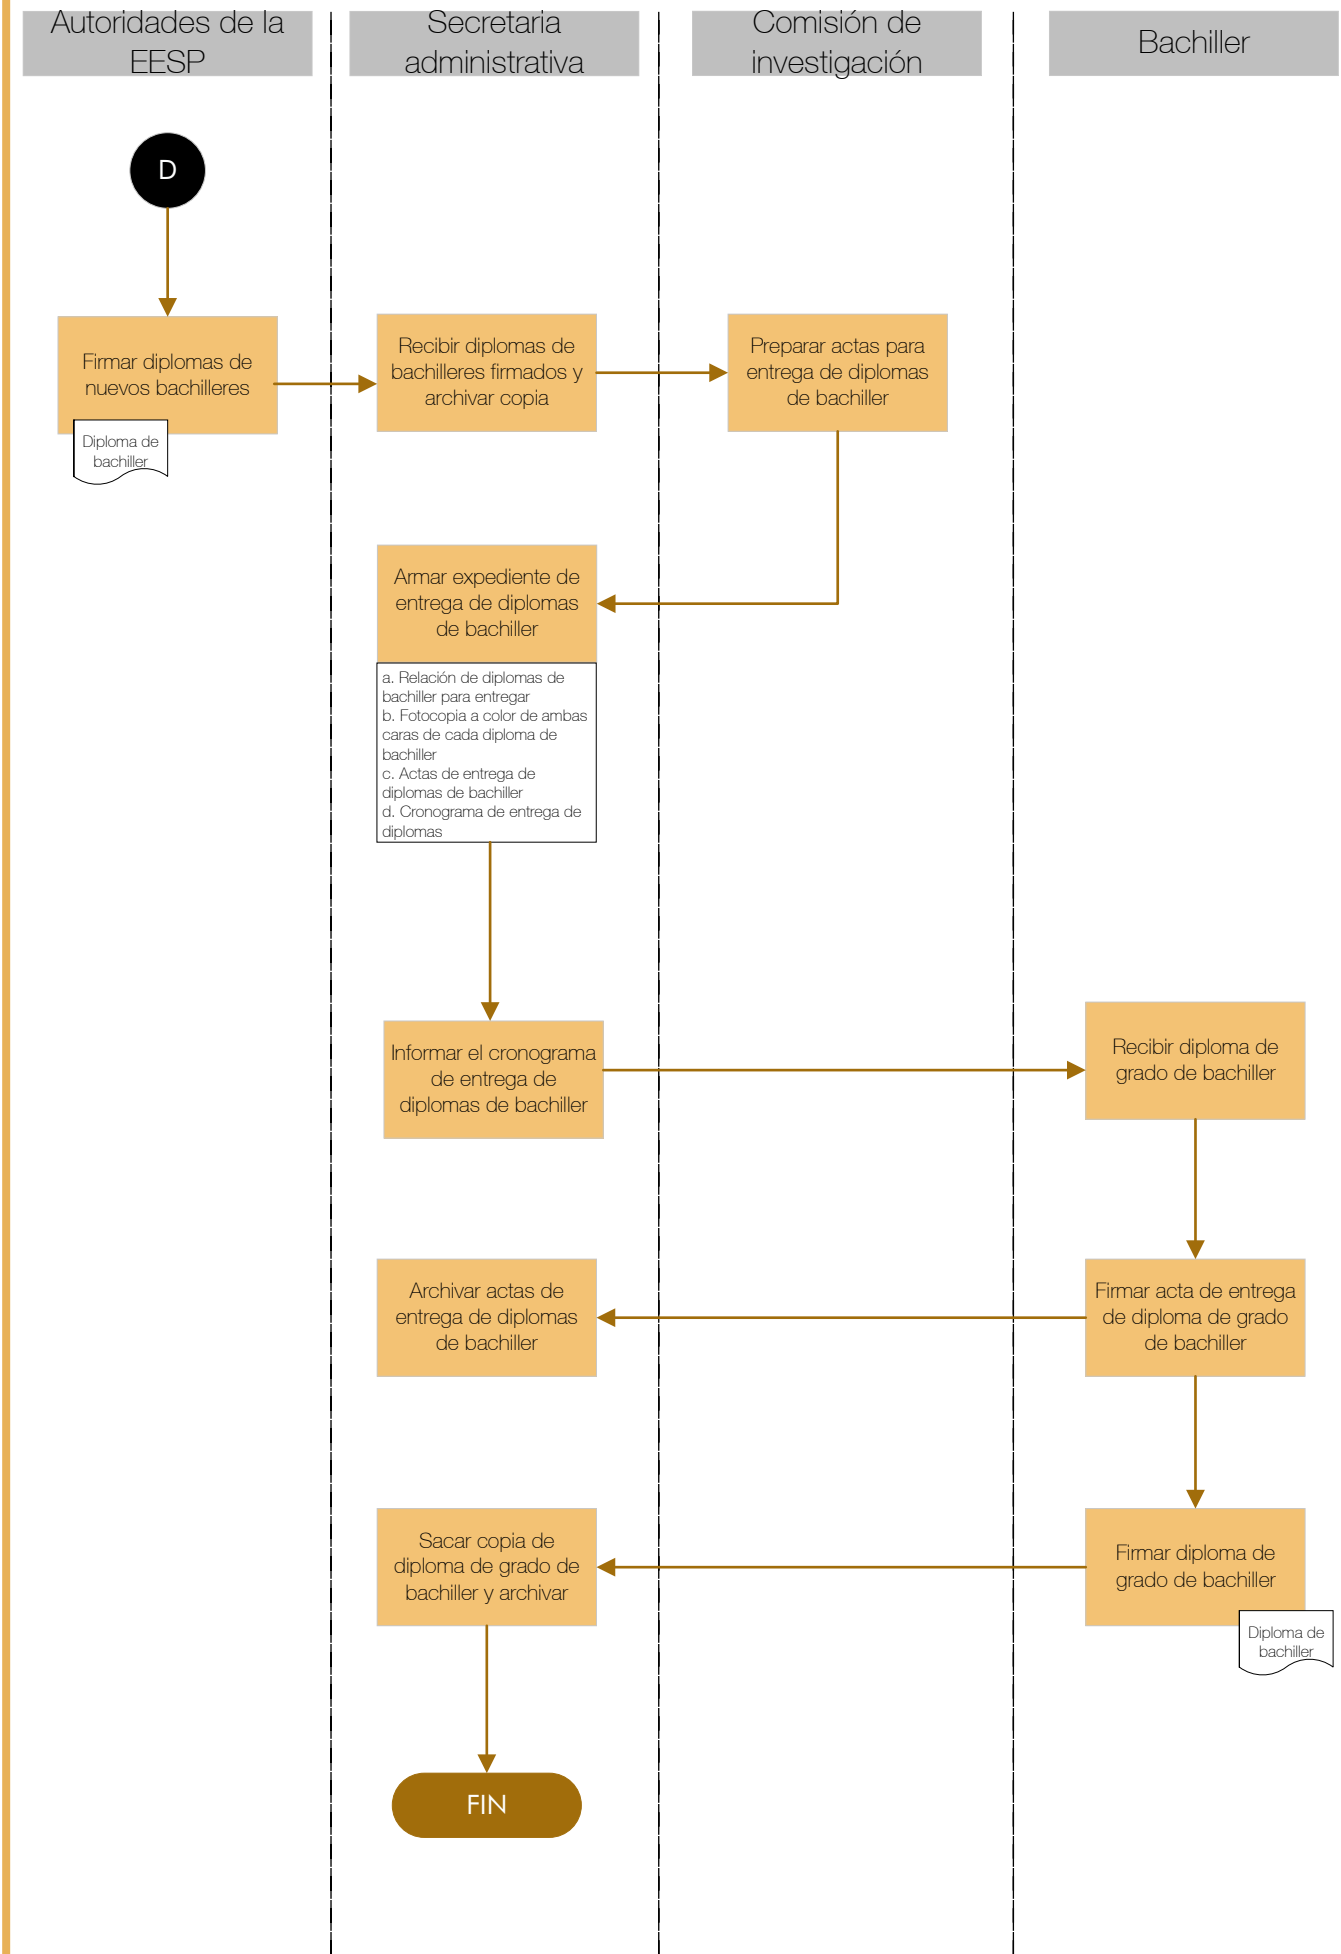 Autoridades de la
EESP
Secretaria
administrativa
Comisión de
investigación
Bachiller
D
Firmar diplomas de
nuevos bachilleres
Diploma de
bachiller
Recibir diplomas de
bachilleres firmados y
archivar copia
Preparar actas para
entrega de diplomas
de bachiller
Armar expediente de
entrega de diplomas
de bachiller
a. Relación de diplomas de
bachiller para entregar
b. Fotocopia a color de ambas
caras de cada diploma de
bachiller
c. Actas de entrega de
diplomas de bachiller
d. Cronograma de entrega de
diplomas
Informar el cronograma
de entrega de
diplomas de bachiller
Recibir diploma de
grado de bachiller
Archivar actas de
entrega de diplomas
de bachiller
Firmar acta de entrega
de diploma de grado
de bachiller
Sacar copia de
diploma de grado de
bachiller y archivar
Firmar diploma de
grado de bachiller
Diploma de
bachiller
FIN